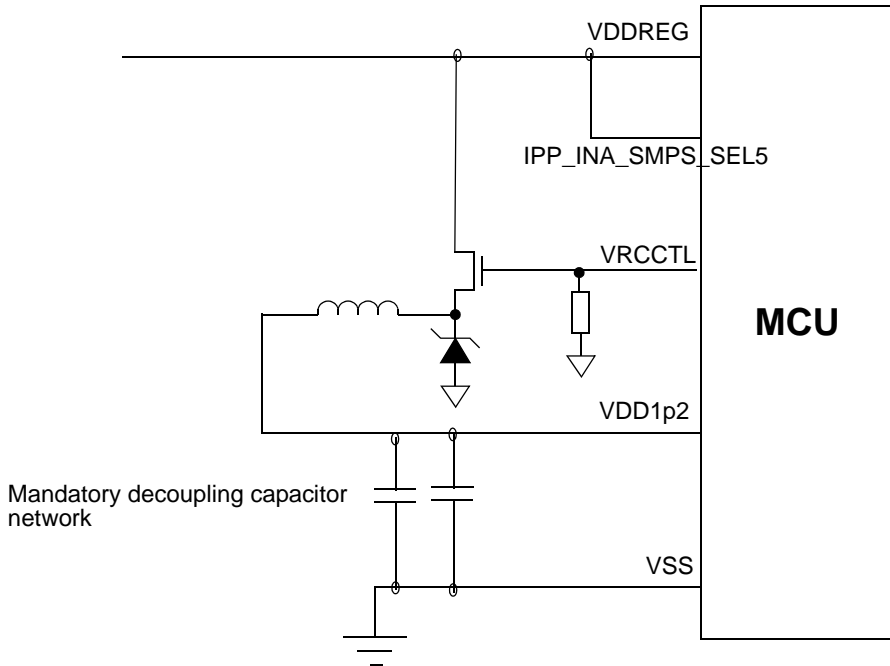 VDDREG
IPP_INA_SMPS_SEL5
VRCCTL
MCU
VDD1p2
Mandatory decoupling capacitor
network
VSS